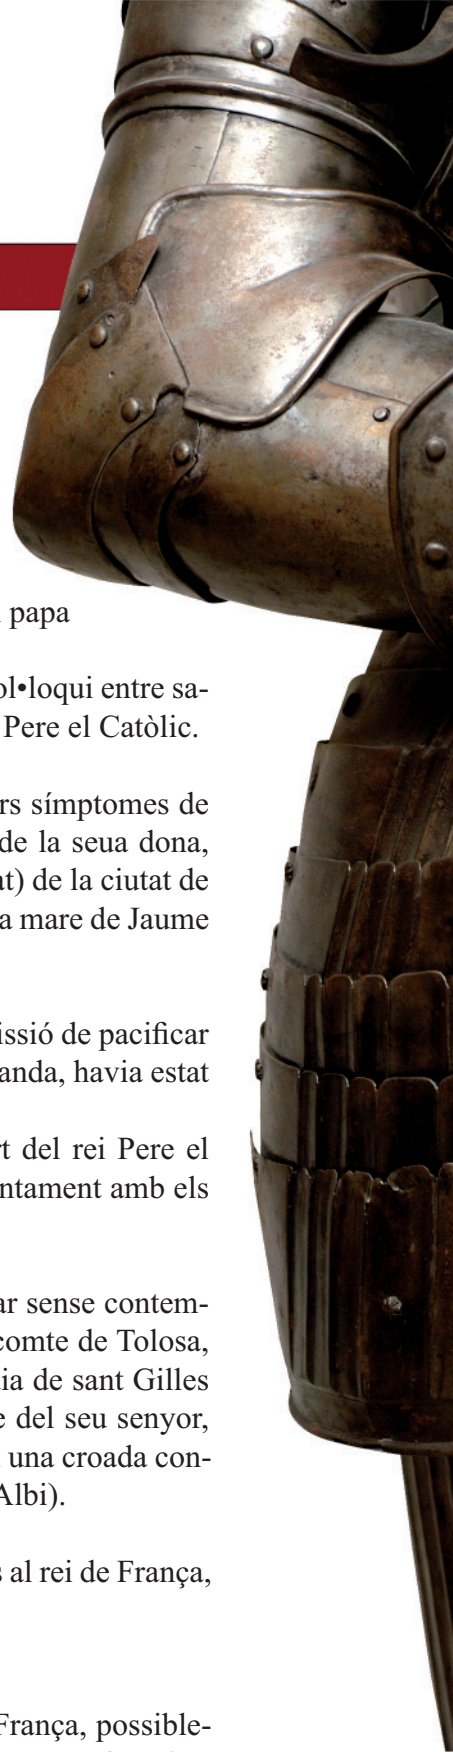 papa
ol•loqui entre sa-
Pere el Catòlic.
rs símptomes de
de la seua dona,
at) de la ciutat de
a mare de Jaume
issió de pacificar
anda, havia estat
t del rei Pere el
ntament amb els
ar sense contem-
comte de Tolosa,
ia de sant Gilles
e del seu senyor,
una croada con-
Albi).
s al rei de França,
França, possible-